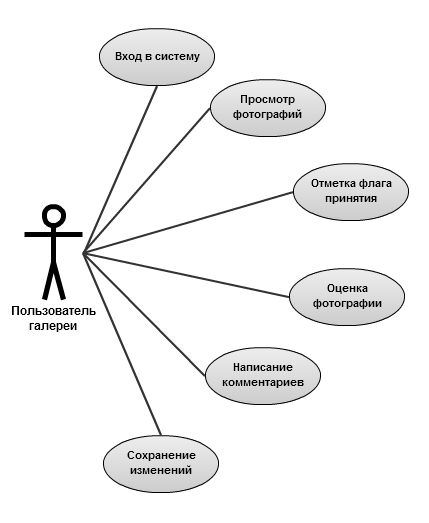 Вход в систему
Просмотр
фотографий
Отметка флага
принятия
Пользователь
галереи
Оценка
фотографии
Написание
комментариев
Сохранение
изменений